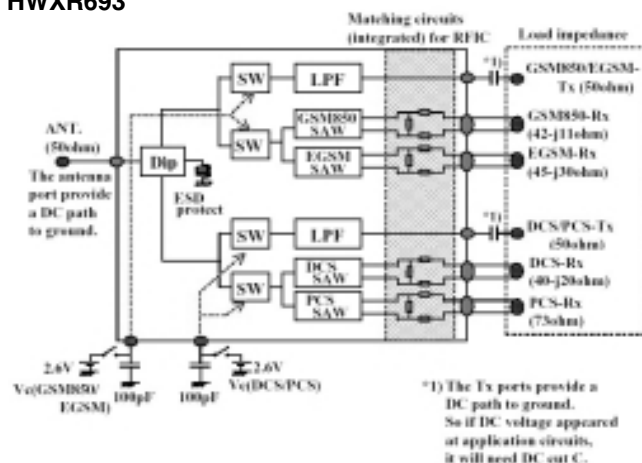 HWXR693
Matching circuits
(integrated) for RFIC
Load impedance
*1)
SW
LPF
GSM850/EGSM-
Tx (50ohm)
ANT.
(50ohm)
The antenna
port provide
a DC path
to ground.
Dip
ESD
protect
SW
GSM850
SAW
EGSM
SAW
GSM850-Rx
(42-j11ohm)
EGSM-Rx
(45-j30ohm)
*1)
SW
LPF
DCS/PCS-Tx
(50ohm)
SW
DCS
SAW
PCS
SAW
DCS-Rx
(40-j20ohm)
PCS-Rx
(73ohm)
2.6V
Vc(GSM850/
EGSM)
100pF
100pF
2.6V
Vc(DCS/PCS)
*1) The Tx ports provide a
DC path to ground.
So if DC voltage appeared
at application circuits,
it will need DC cut C.